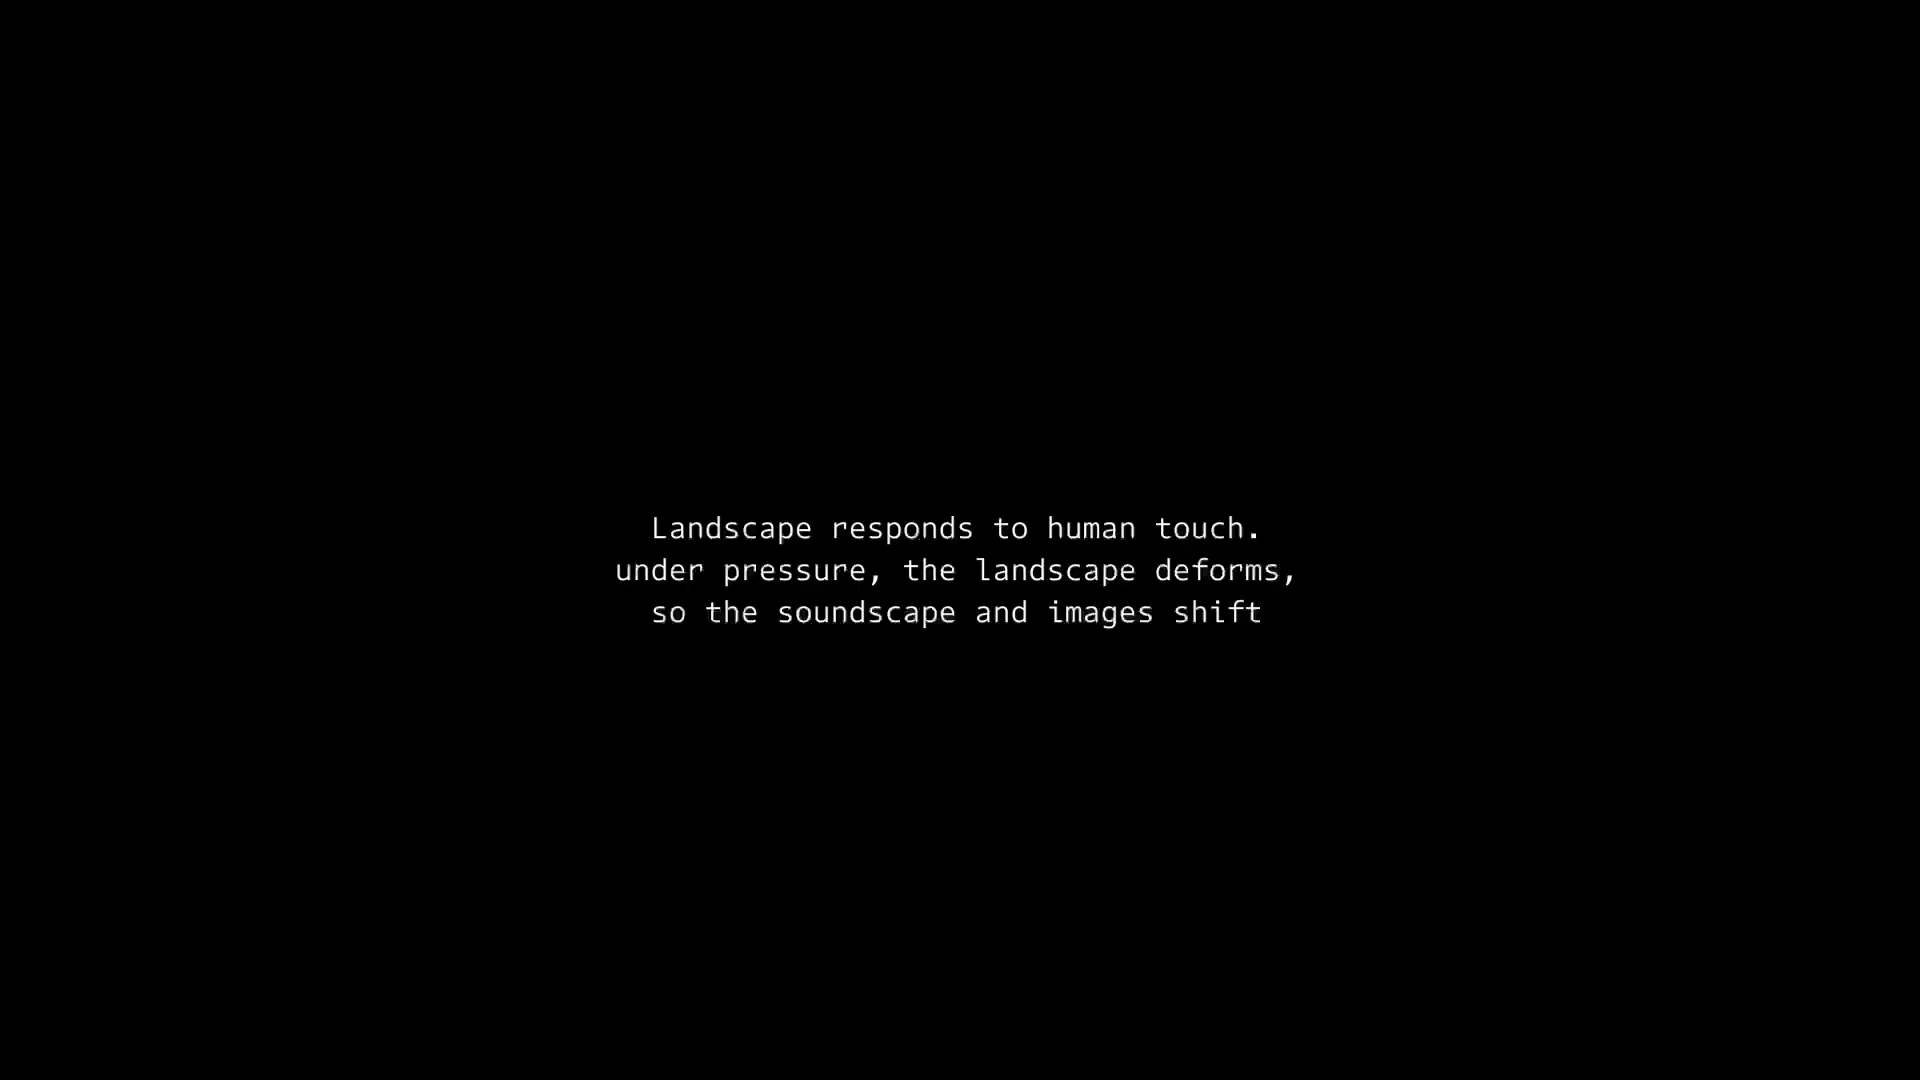 Landscape responds to human touch.
under pressure, the landscape deforms,
so the soundscape and images shift